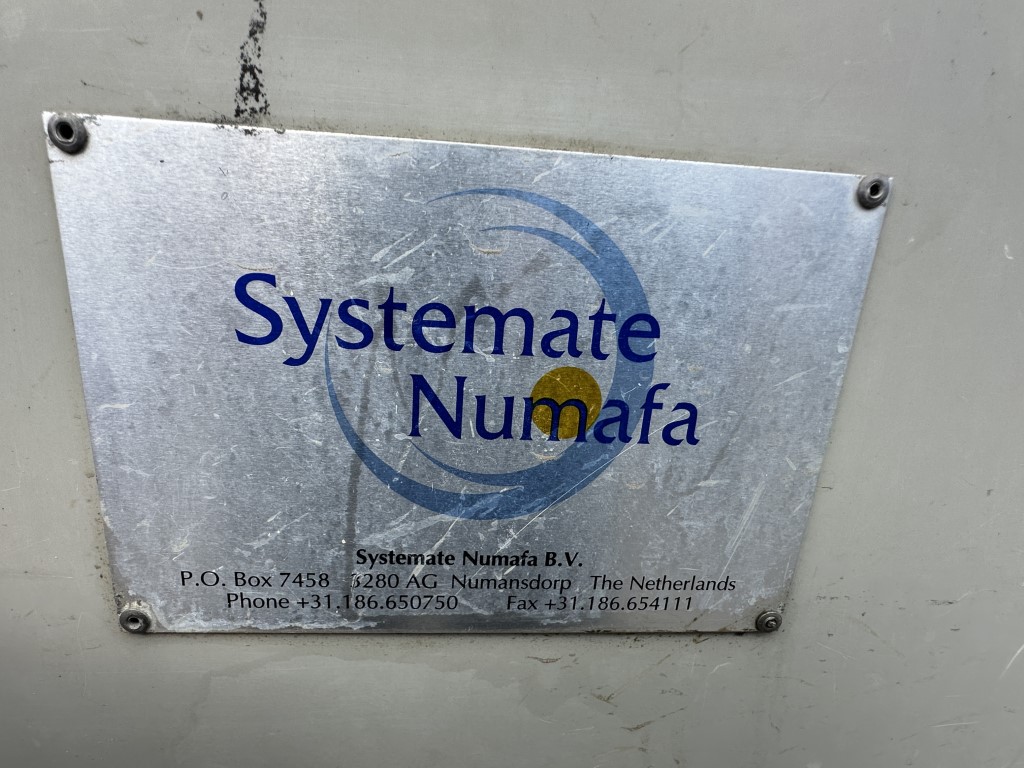 Systemate
Numafa
Systemate Numafa B.V.
P.O. Box 7458 3280 AG Numansdorp The Netherlands
Phone +31.186.650750 Fax +31.186.654111